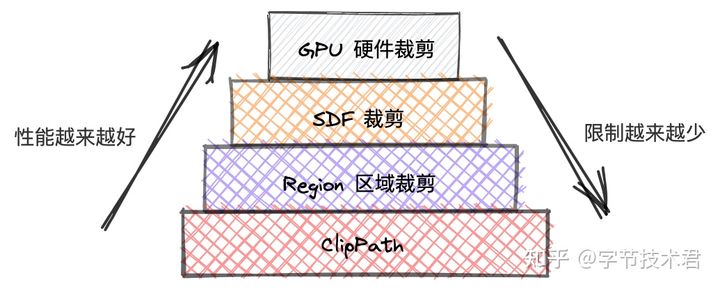 GPU 硬件裁剪
SDF 裁剪
性能越来越好
限制越来越少
Region 区域裁剪
ClipPath
知乎 @字节技术君